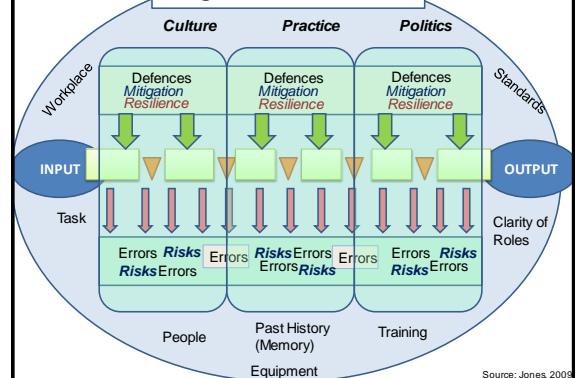 Culture Practice Politics
Workplace
Standards
Defences Defences Defences
Mitigation Mitigation Mitigation
Resilience Resilience Resilience
INPUT OUTPUT
Task
Clarity of
Roles
Errors Risks Errors Risks Errors Errors Errors Risks
Risks Errors Errors Risks Risks Errors
People
Past History
(Memory)
Training
Equipment
Source: Jones, 2009